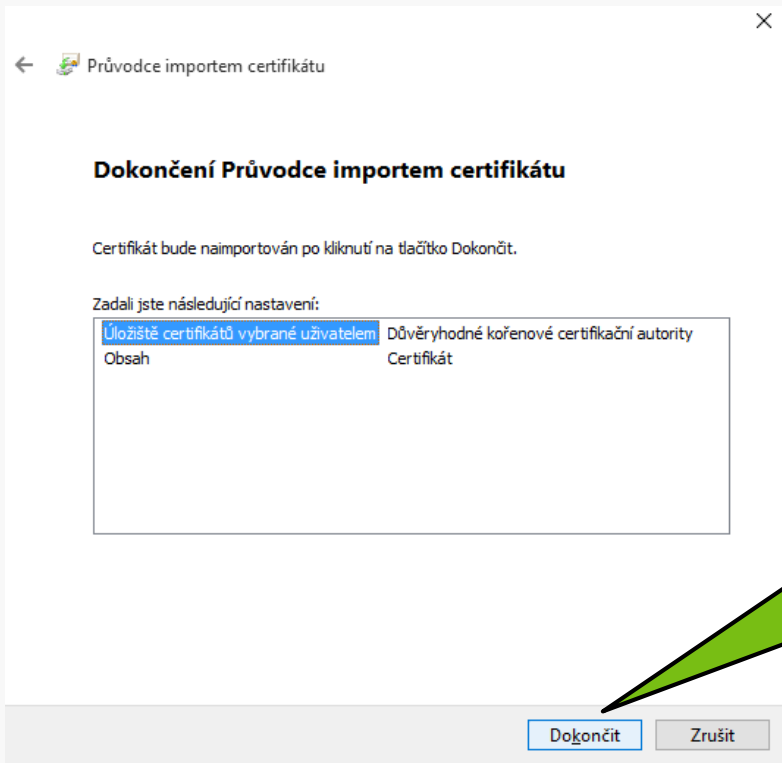 Průvodce importem certifikátu
Dokončení Průvodce importem certifikátu
Certifikát bude naimportován po kliknutí na tlačítko Dokončit.
Zadali jste následující nastavení:
Úložiště certifikátů vybrané uživatelem Důvěryhodné kořenové certifikační autority
Obsah Certifikát
Dokončit Zrušit